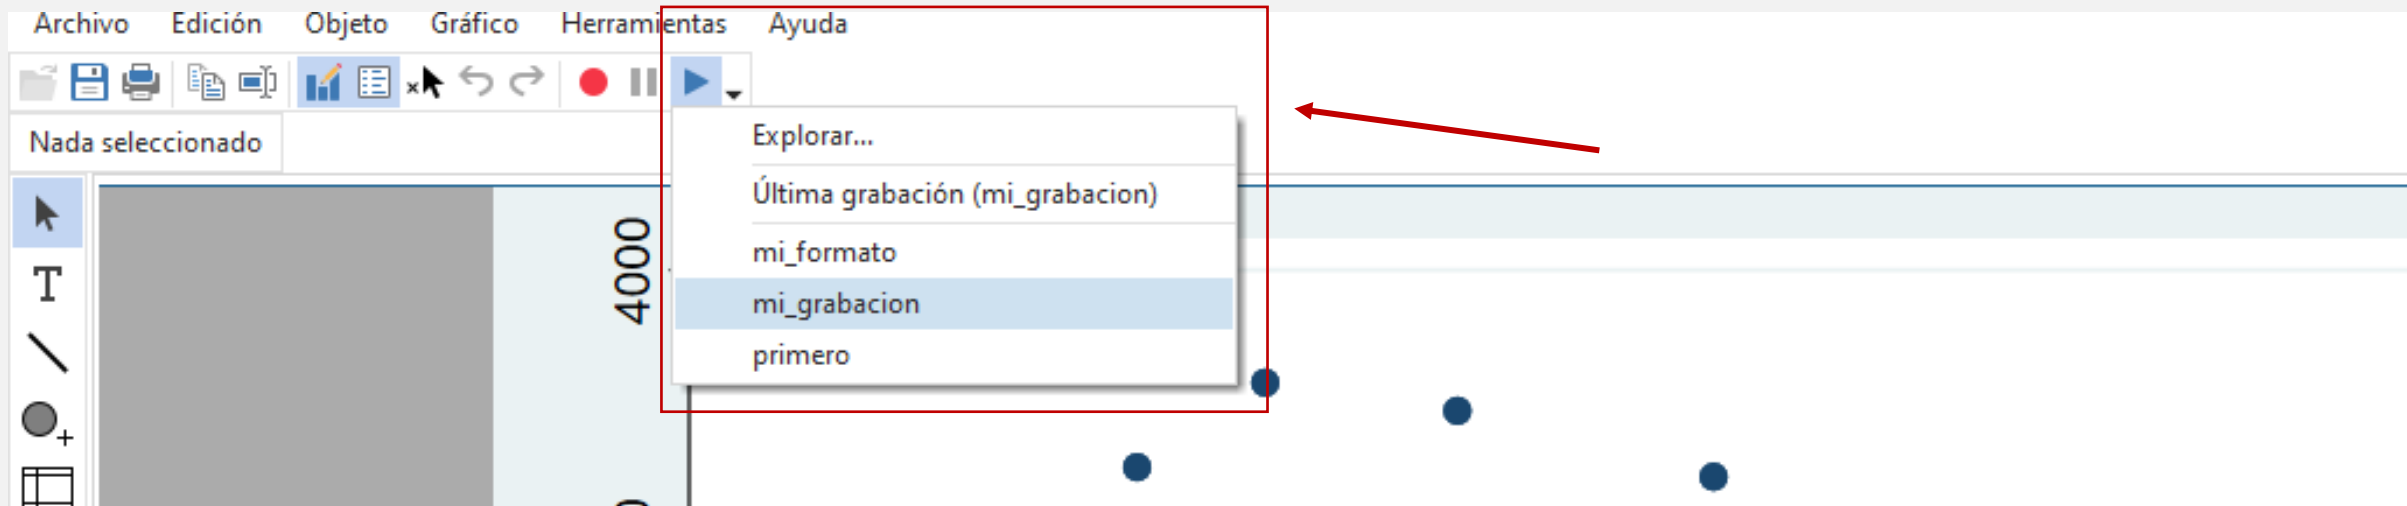 Archivo Edición Objeto Gráfico Herramientas Ayuda
Nada seleccionado
Explorar...
Última grabación (mi_grabacion)
mi_formato
mi_grabacion
primero
T
4000